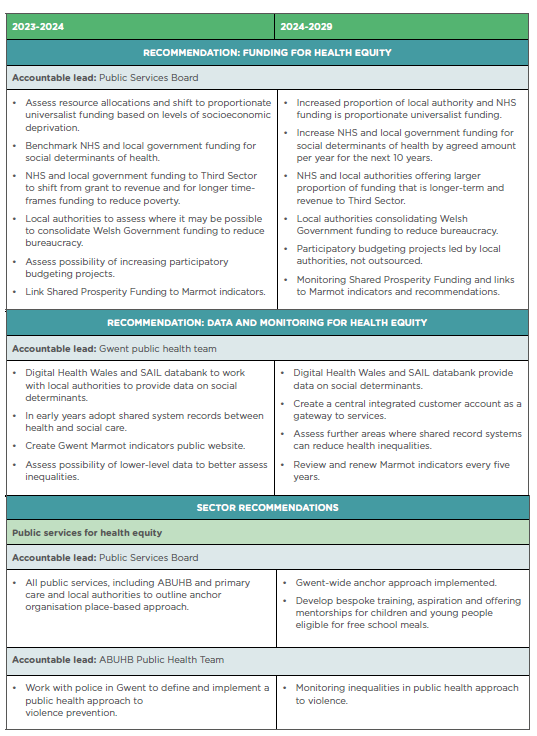 2023-2024
2024-2029
RECOMMENDATION: FUNDING FOR HEALTH EQUITY
Accountable lead: Public Services Board
• Assess resource allocations and shift to proportionate
universalist funding based on levels of socioeconomic
deprivation.
• Benchmark NHS and local government funding for
social determinants of health.
• NHS and local government funding to Third Sector
to shift from grant to revenue and for longer time-
frames funding to reduce poverty.
• Local authorities to assess where it may be possible
to consolidate Welsh Government funding to reduce
bureaucracy.
• Assess possibility of increasing participatory
budgeting projects.
• Link Shared Prosperity Funding to Marmot indicators.
• Increased proportion of local authority and NHS
funding is proportionate universalist funding.
• Increase NHS and local government funding for
social determinants of health by agreed amount
per year for the next 10 years.
• NHS and local authorities offering larger
proportion of funding that is longer-term and
revenue to Third Sector.
• Local authorities consolidating Welsh
Government funding to reduce bureaucracy.
• Participatory budgeting projects led by local
authorities, not outsourced.
• Monitoring Shared Prosperity Funding and links
to Marmot indicators and recommendations.
RECOMMENDATION: DATA AND MONITORING FOR HEALTH EQUITY
Accountable lead: Gwent public health team
• Digital Health Wales and SAIL databank to work
with local authorities to provide data on social
determinants.
• In early years adopt shared system records between
health and social care.
• Create Gwent Marmot indicators public website.
• Assess possibility of lower-level data to better assess
inequalities.
• Digital Health Wales and SAIL databank provide
data on social determinants.
• Create a central integrated customer account as a
gateway to services.
• Assess further areas where shared record systems
can reduce health inequalities.
• Review and renew Marmot indicators every five
years.
SECTOR RECOMMENDATIONS
Public services for health equity
Accountable lead: Public Services Board
• All public services, including ABUHB and primary
care and local authorities to outline anchor
organisation place-based approach.
• Gwent-wide anchor approach implemented.
• Develop bespoke training, aspiration and offering
mentorships for children and young people
eligible for free school meals.
Accountable lead: ABUHB Public Health Team
• Work with police in Gwent to define and implement a
public health approach to
violence prevention.
• Monitoring inequalities in public health approach
to violence.